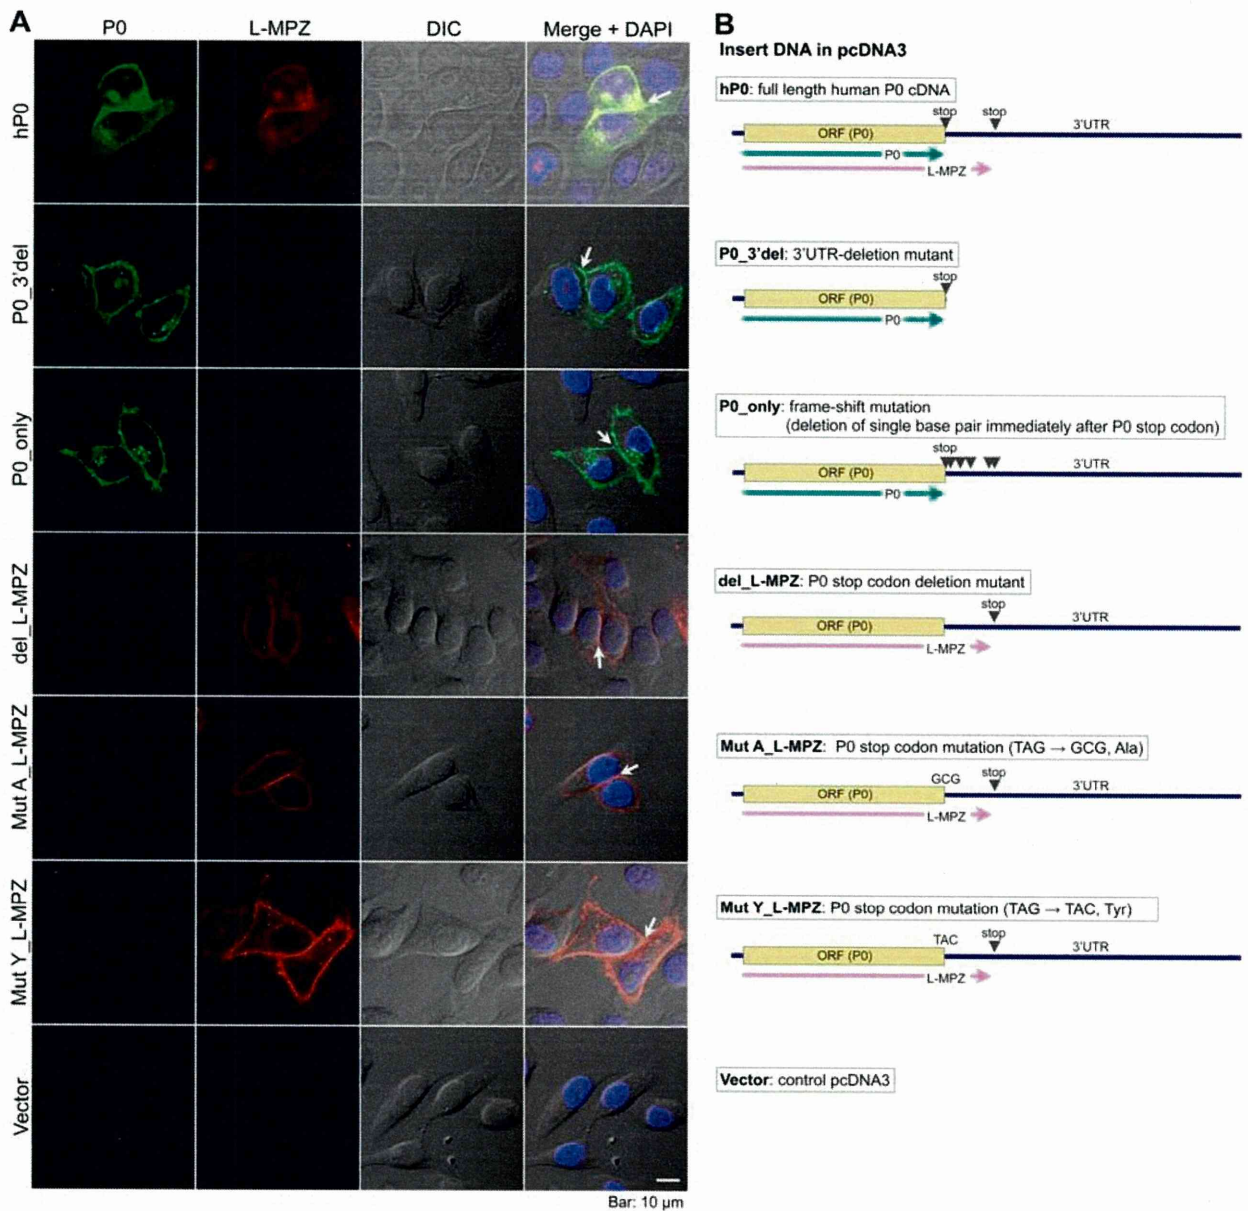 A
P0
L-MPZ
DIC
Merge + DAPI
hP0
P0_3'del
P0_only
del_L-MPZ
Mut A_L-MPZ
Mut Y_L-MPZ
Vector
Bar: 10 µm
B
Insert DNA in pcDNA3
hP0: full length human P0 cDNA
stop
stop
ORF (P0)
3'UTR
P0
L-MPZ
P0_3'del: 3'UTR-deletion mutant
stop
ORF (P0)
P0
P0_only: frame-shift mutation
(deletion of single base pair immediately after P0 stop codon)
stop
ORF (P0)
3'UTR
P0
del_L-MPZ: P0 stop codon deletion mutant
stop
ORF (P0)
3'UTR
L-MPZ
Mut A_L-MPZ: P0 stop codon mutation (TAG → GCG, Ala)
GCG
stop
ORF (P0)
3'UTR
L-MPZ
Mut Y_L-MPZ: P0 stop codon mutation (TAG → TAC, Tyr)
TAC
stop
ORF (P0)
3'UTR
L-MPZ
Vector: control pcDNA3